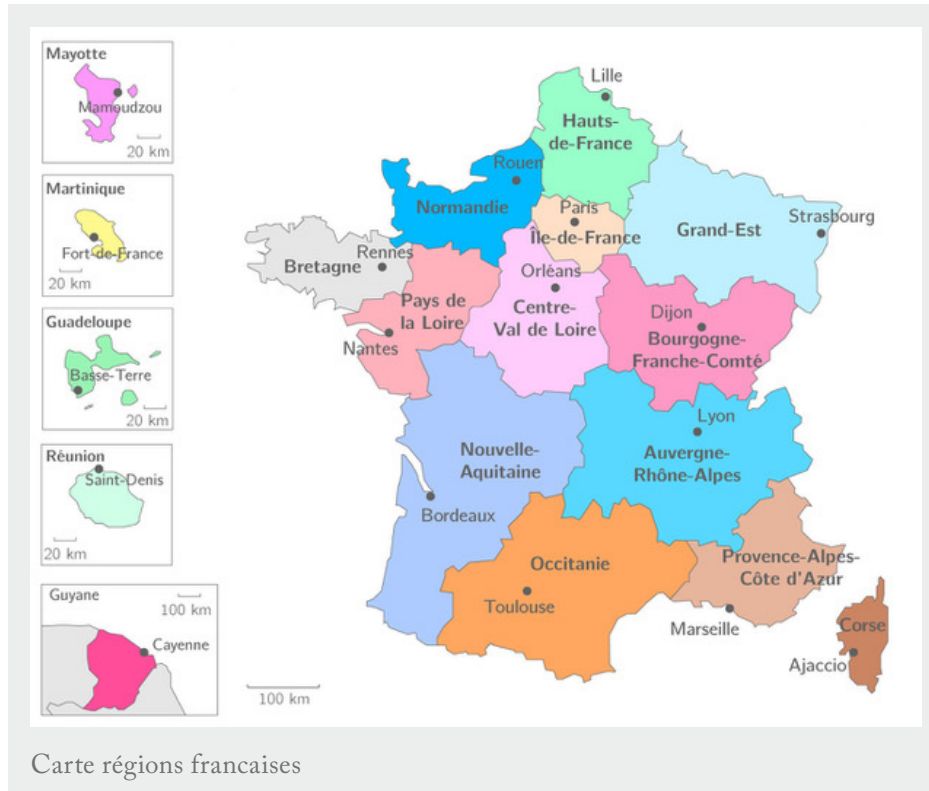 Mayotte
Mamoudzou
20 km
Martinique
Fort-de-France
20 km
Guadeloupe
Basse-Terre
20 km
Réunion
Saint-Denis
20 km
Guyane
100 km
Cayenne
Lille
Hauts-
de-France
Rouen
Normandie
Paris
Île-de-France
Grand-Est
Strasbourg
Rennes
Bretagne
Orléans
Pays de
la Loire
Centre-
Val de Loire
Nantes
Dijon
Bourgogne-
Franche-Comté
Lyon
Auvergne-
Rhône-Alpes
Nouvelle-
Aquitaine
Bordeaux
Occitanie
Toulouse
Provence-Alpes-
Côte d'Azur
Marseille
Corse
Ajaccio
100 km
Carte régions francaises